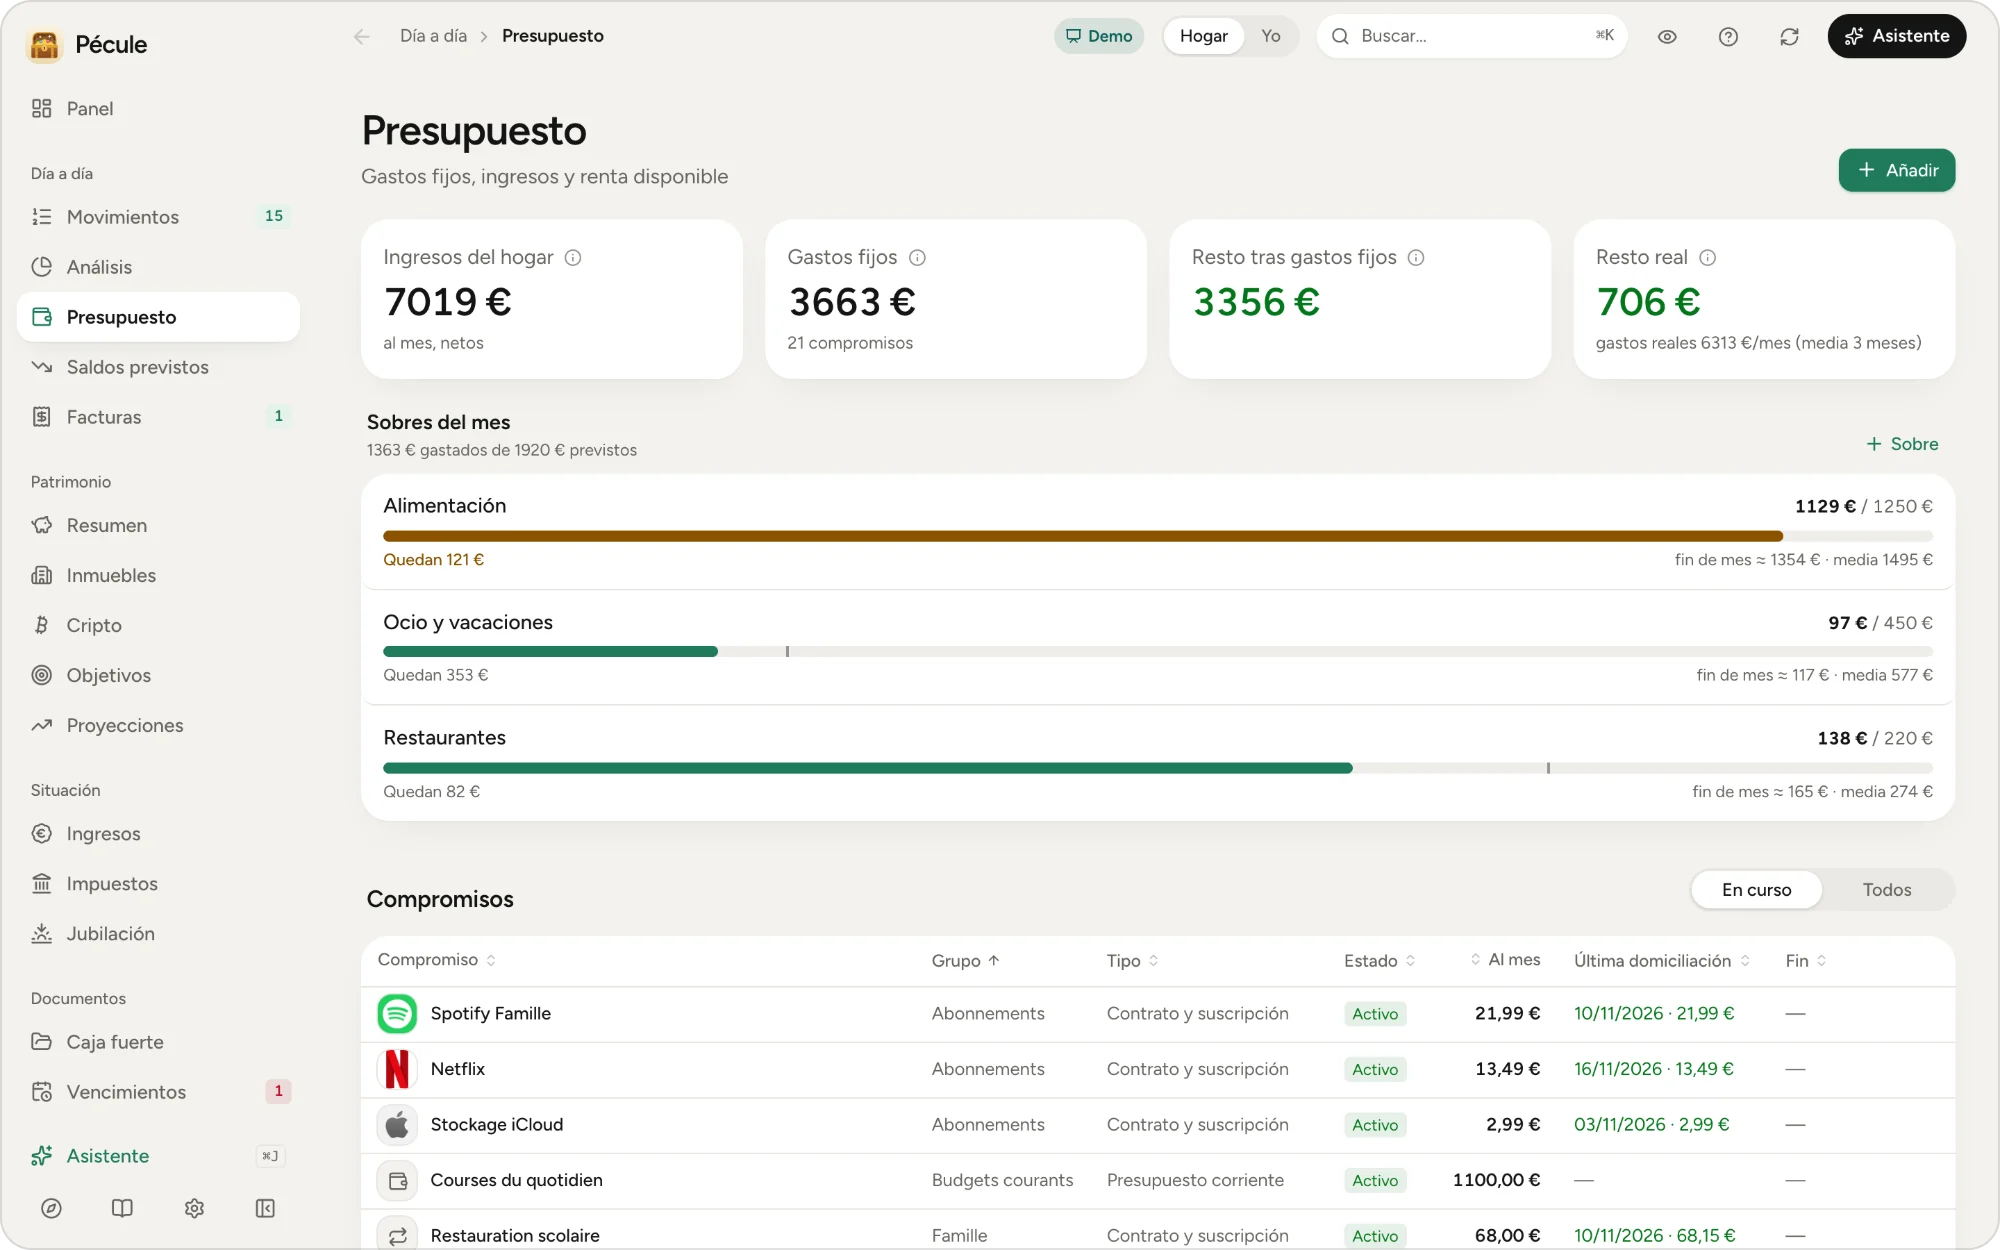 Pécule
Día a día
Presupuesto
Demo
Hogar
Yo
Buscar...
⌘K
Asistente
Panel
Día a día
Movimientos
15
Análisis
Presupuesto
Saldos previstos
Facturas
1
Patrimonio
Resumen
Inmuebles
Cripto
Objetivos
Proyecciones
Situación
Ingresos
Impuestos
Jubilación
Documentos
Caja fuerte
Vencimientos
1
Asistente
⌘J
Presupuesto
Gastos fijos, ingresos y renta disponible
+ Añadir
Ingresos del hogar
7019 €
al mes, netos
Gastos fijos
3663 €
21 compromisos
Resto tras gastos fijos
3356 €
Resto real
706 €
gastos reales 6313 €/mes (media 3 meses)
Sobres del mes
1363 € gastados de 1920 € previstos
+ Sobre
Alimentación
1129 € / 1250 €
Quedan 121 €
fin de mes ≈ 1354 € · media 1495 €
Ocio y vacaciones
97 € / 450 €
Quedan 353 €
fin de mes ≈ 117 € · media 577 €
Restaurantes
138 € / 220 €
Quedan 82 €
fin de mes ≈ 165 € · media 274 €
Compromisos
En curso
Todos
Compromiso Grupo Tipo Estado Al mes Última domiciliación Fin
Spotify Famille Abonnements Contrato y suscripción Activo 21,99 € 10/11/2026 · 21,99 € —
Netflix Abonnements Contrato y suscripción Activo 13,49 € 16/11/2026 · 13,49 € —
Stockage iCloud Abonnements Contrato y suscripción Activo 2,99 € 03/11/2026 · 2,99 € —
Courses du quotidien Budgets courants Presupuesto corriente Activo 1100,00 € — —
Restauration scolaire Famille Contrato y suscripción Activo 68,00 € 10/11/2026 · 68,15 € —